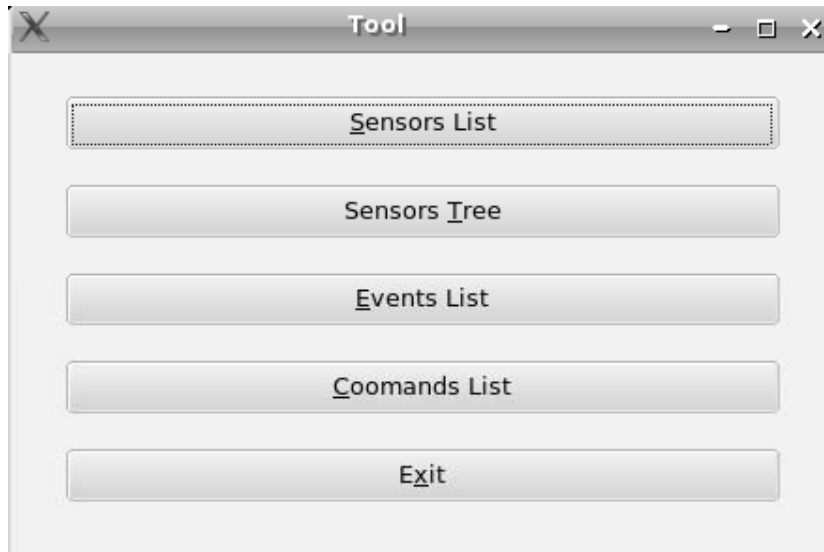 Tool
Sensors List
Sensors Tree
Events List
Coomands List
Exit